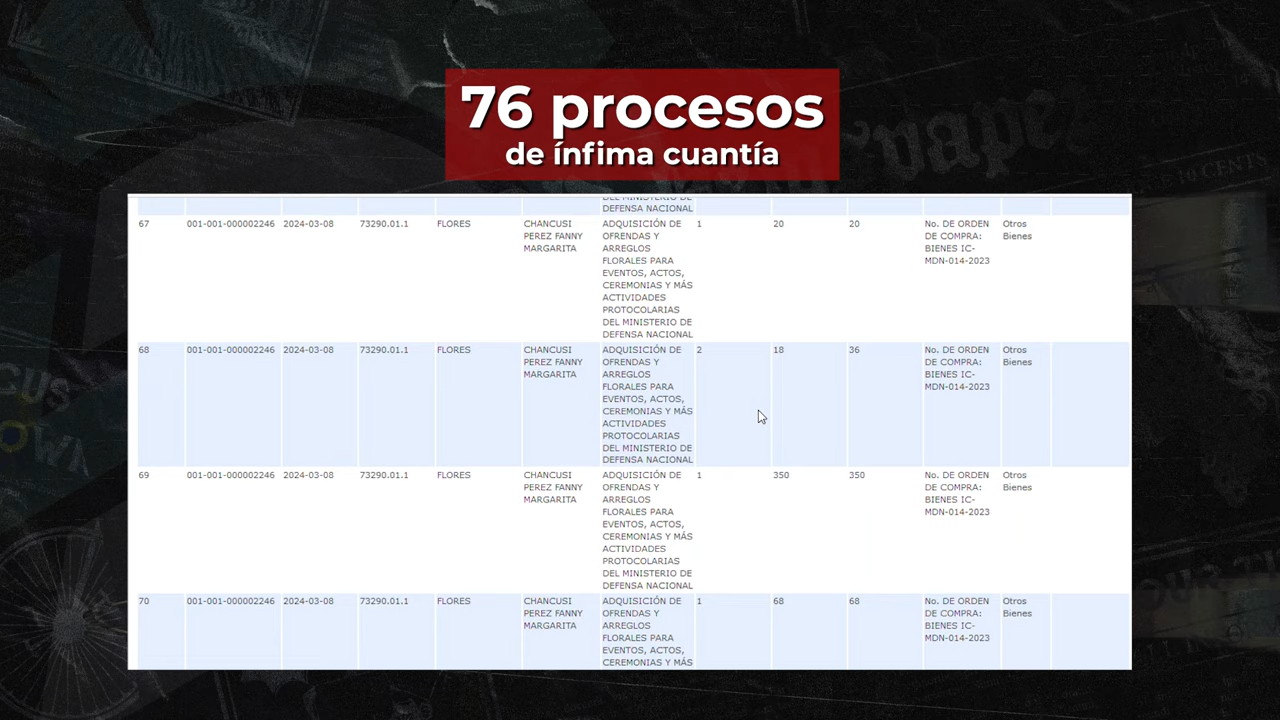 76 procesos
de ínfima cuantía
DEL MINISTERIO DE
DEFENSA NACIONAL
67 001-001-000002246 2024-03-08 73290.01.1 FLORES CHANCUSI ADQUISICIÓN DE 1 20 20 No. DE ORDEN Otros
PEREZ FANNY OFRENDAS Y DE COMPRA: Bienes
MARGARITA ARREGLOS BIENES IC-
FLORALES PARA MDN-014-2023
EVENTOS, ACTOS,
CEREMONIAS Y MÁS
ACTIVIDADES
PROTOCOLARIAS
DEL MINISTERIO DE
DEFENSA NACIONAL
68 001-001-000002246 2024-03-08 73290.01.1 FLORES CHANCUSI ADQUISICIÓN DE 2 18 36 No. DE ORDEN Otros
PEREZ FANNY OFRENDAS Y DE COMPRA: Bienes
MARGARITA ARREGLOS BIENES IC-
FLORALES PARA MDN-014-2023
EVENTOS, ACTOS,
CEREMONIAS Y MÁS
ACTIVIDADES
PROTOCOLARIAS
DEL MINISTERIO DE
DEFENSA NACIONAL
69 001-001-000002246 2024-03-08 73290.01.1 FLORES CHANCUSI ADQUISICIÓN DE 1 350 350 No. DE ORDEN Otros
PEREZ FANNY OFRENDAS Y DE COMPRA: Bienes
MARGARITA ARREGLOS BIENES IC-
FLORALES PARA MDN-014-2023
EVENTOS, ACTOS,
CEREMONIAS Y MÁS
ACTIVIDADES
PROTOCOLARIAS
DEL MINISTERIO DE
DEFENSA NACIONAL
70 001-001-000002246 2024-03-08 73290.01.1 FLORES CHANCUSI ADQUISICIÓN DE 1 68 68 No. DE ORDEN Otros
PEREZ FANNY OFRENDAS Y DE COMPRA: Bienes
MARGARITA ARREGLOS BIENES IC-
FLORALES PARA MDN-014-2023
EVENTOS, ACTOS,
CEREMONIAS Y MÁS